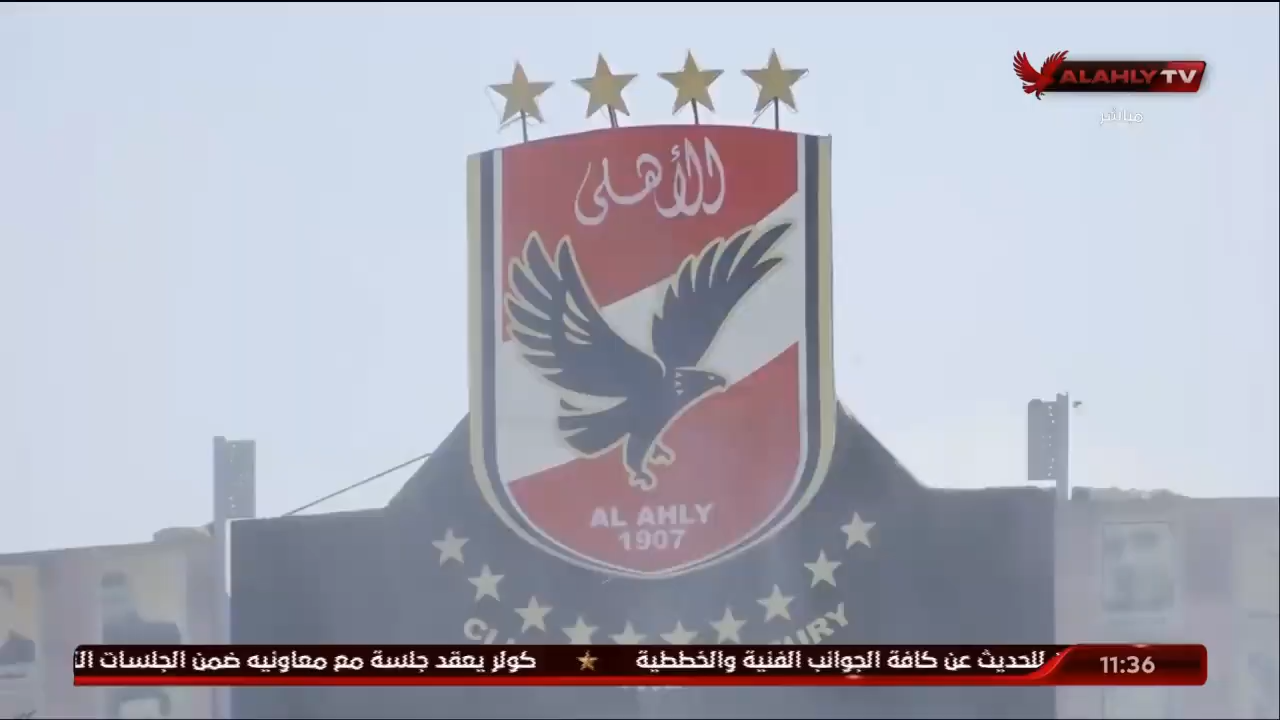 ALAHLY TV
مباشر
الأهلى
AL AHLY
1907
للحديث عن كافة الجوانب الفنية والخططية
كولر يعقد جلسة مع معاونيه ضمن الجلسات
11:36